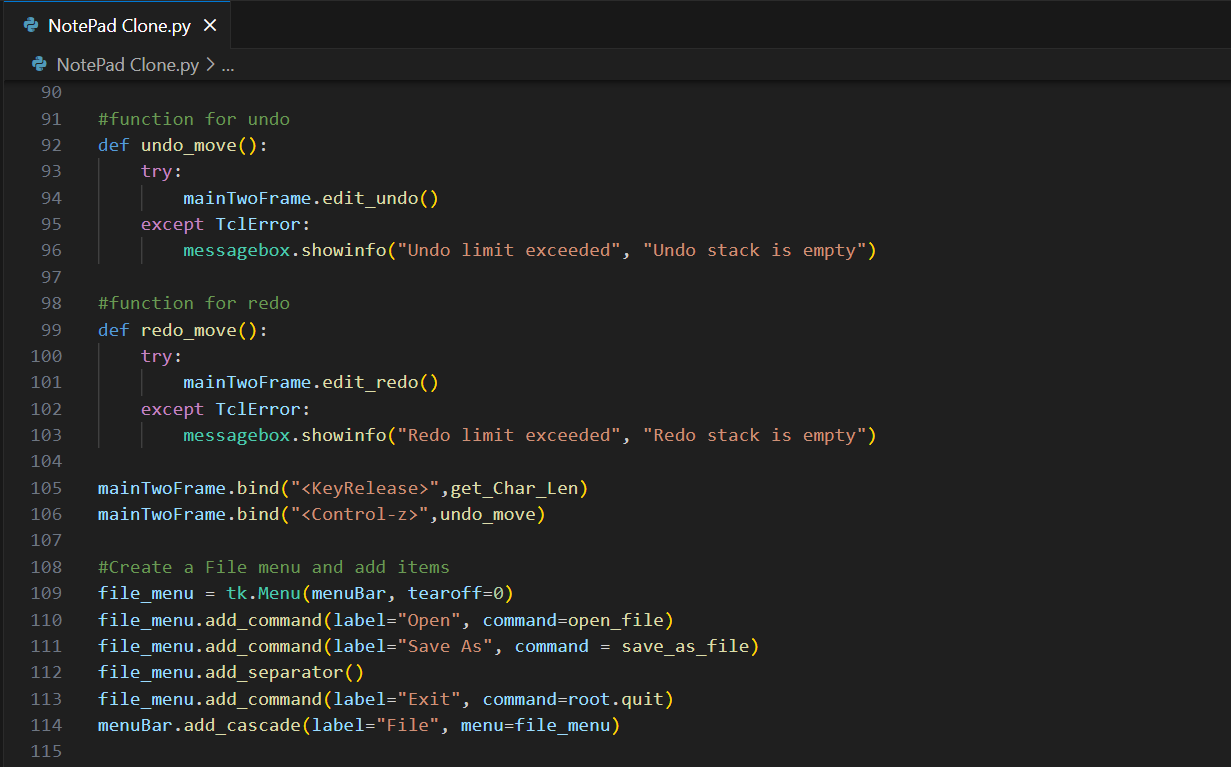 NotePad Clone.py ×
NotePad Clone.py > ...
90
91 #function for undo
92 def undo_move():
93     try:
94         mainTwoFrame.edit_undo()
95     except TclError:
96         messagebox.showinfo("Undo limit exceeded", "Undo stack is empty")
97
98 #function for redo
99 def redo_move():
100     try:
101         mainTwoFrame.edit_redo()
102     except TclError:
103         messagebox.showinfo("Redo limit exceeded", "Redo stack is empty")
104
105 mainTwoFrame.bind("<KeyRelease>",get_Char_Len)
106 mainTwoFrame.bind("<Control-z>",undo_move)
107
108 #Create a File menu and add items
109 file_menu = tk.Menu(menuBar, tearoff=0)
110 file_menu.add_command(label="Open", command=open_file)
111 file_menu.add_command(label="Save As", command = save_as_file)
112 file_menu.add_separator()
113 file_menu.add_command(label="Exit", command=root.quit)
114 menuBar.add_cascade(label="File", menu=file_menu)
115